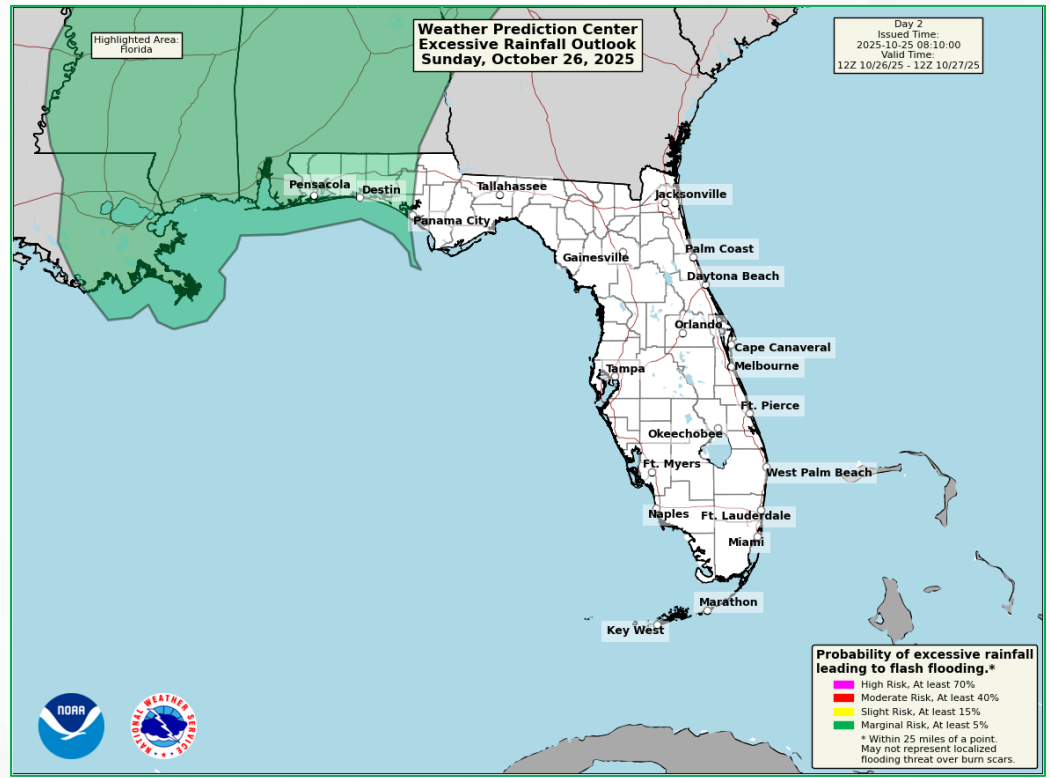 Highlighted Area:
Florida
Weather Prediction Center
Excessive Rainfall Outlook
Sunday, October 26, 2025
Day 2
Issued Time:
2025-10-25 08:10:00
Valid Time:
12Z 10/26/25 - 12Z 10/27/25
Pensacola
Destin
Tallahassee
Jacksonville
Panama City
Gainesville
Palm Coast
Daytona Beach
Orlando
Cape Canaveral
Melbourne
Tampa
Ft. Pierce
Okeechobee
Ft. Myers
West Palm Beach
Naples
Ft. Lauderdale
Miami
Marathon
Key West
Probability of excessive rainfall
leading to flash flooding.*
High Risk, At least 70%
Moderate Risk, At least 40%
Slight Risk, At least 15%
Marginal Risk, At least 5%
* Within 25 miles of a point.
May not represent localized
flooding threat over burn scars.
NOAA
NATIONAL WEATHER SERVICE